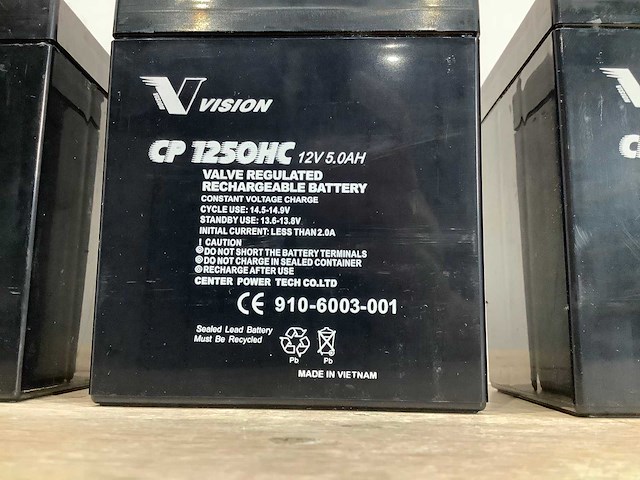 VISION
CP 1250HC 12V 5.0AH
VALVE REGULATED
RECHARGEABLE BATTERY
CONSTANT VOLTAGE CHARGE
CYCLE USE: 14.5-14.9V
STANDBY USE: 13.6-13.8V
INITIAL CURRENT: LESS THAN 2.0A
! CAUTION
DO NOT SHORT THE BATTERY TERMINALS
DO NOT CHARGE IN SEALED CONTAINER
RECHARGE AFTER USE
CENTER POWER TECH CO.LTD
CE 910-6003-001
Sealed Lead Battery
Must Be Recycled
Pb Pb
MADE IN VIETNAM